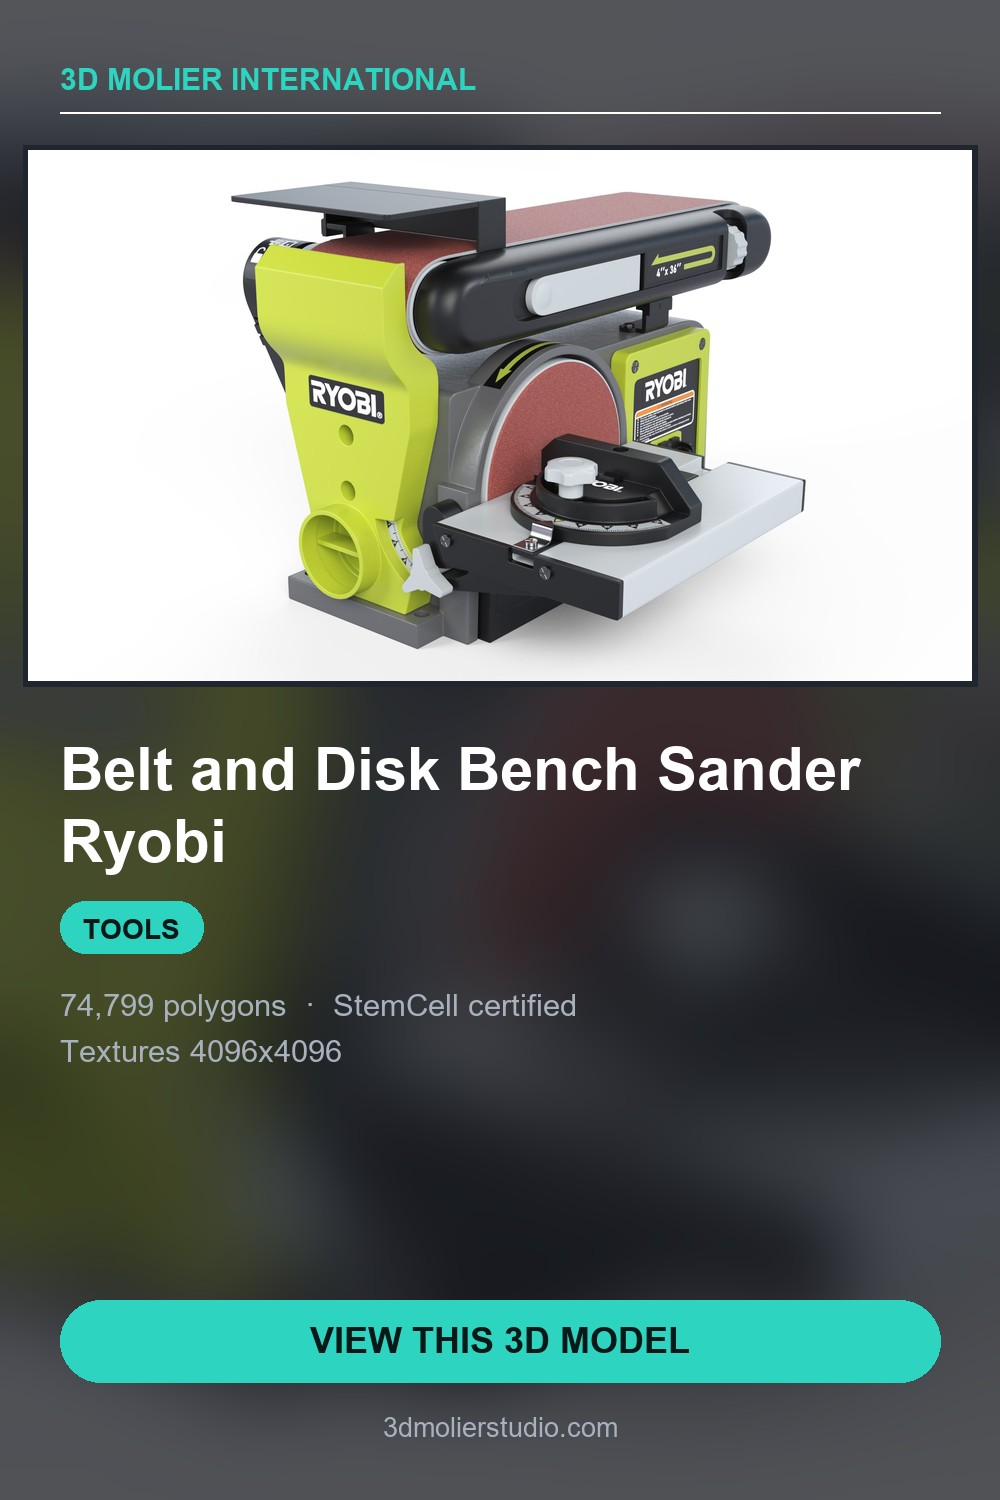 3D MOLIER INTERNATIONAL
4"x 36"
RYOBI
RYOBI®
Belt and Disk Bench Sander
Ryobi
TOOLS
74,799 polygons · StemCell certified
Textures 4096x4096
VIEW THIS 3D MODEL
3dmolierstudio.com